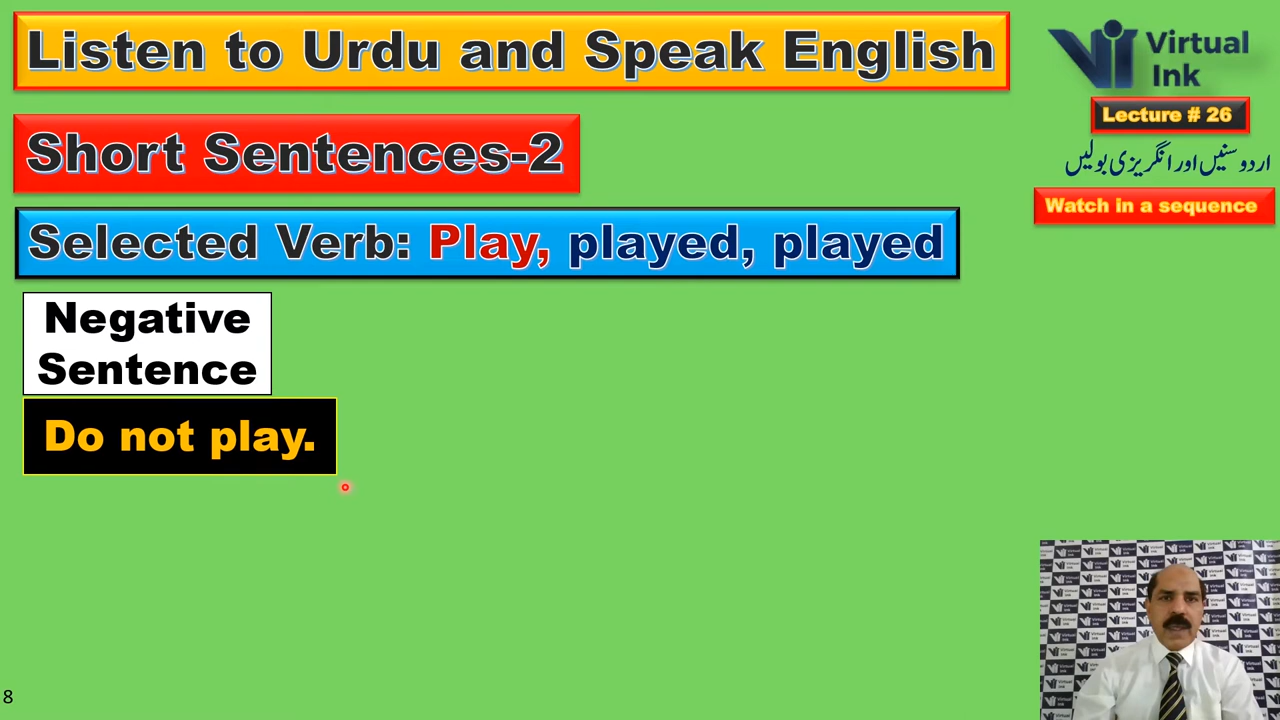 Listen to Urdu and Speak English
Virtual
Ink
Lecture # 26
اردو سنیں اور انگریزی بولیں
Watch in a sequence
Short Sentences-2
Selected Verb: Play, played, played
Negative
Sentence
Do not play.
8